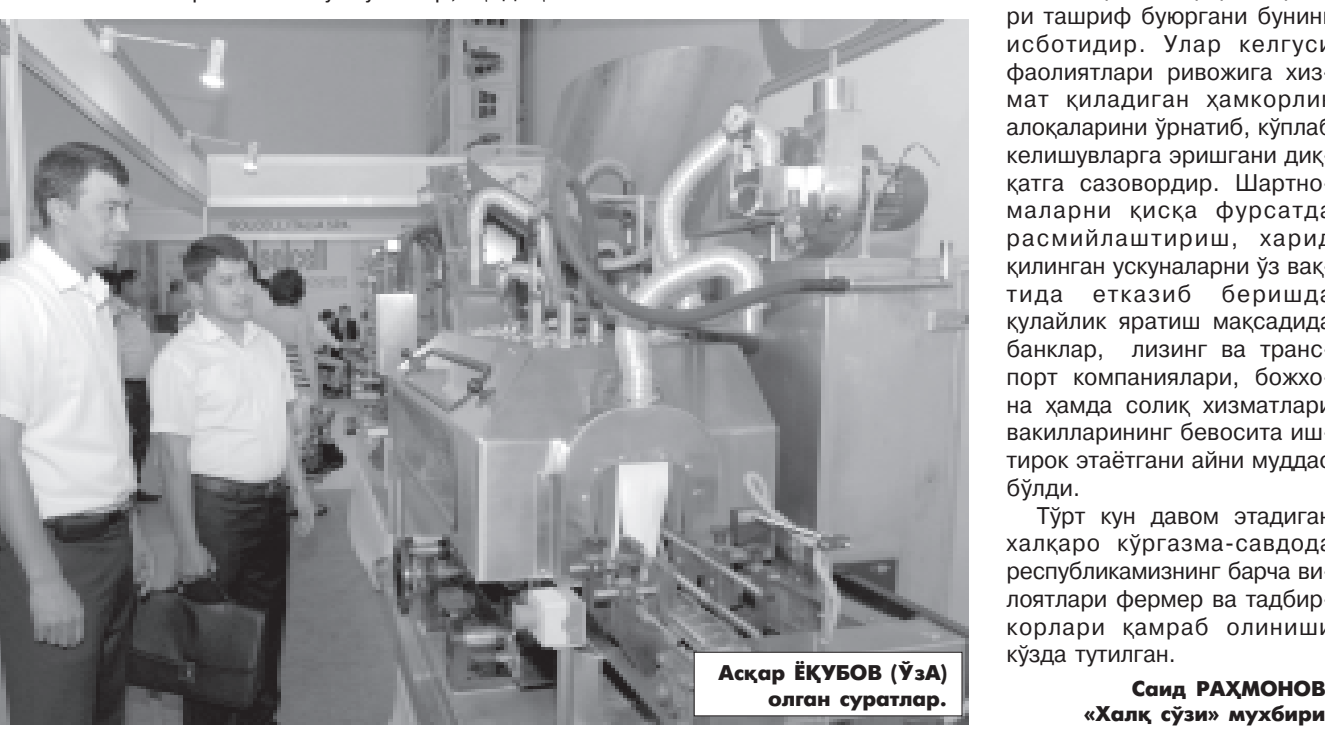 ри ташриф буюргани бунинг
исботидир. Улар келгуси
фаолиятлари ривожига хиз-
мат қиладиган ҳамкорлик
алоқаларини ўрнатиб, кўплаб
келишувларга эришгани диқ-
қатга сазовордир. Шартно-
маларни қисқа фурсатда
расмийлаштириш, харид
қилинган ускуналарни ўз вақ-
тида етказиб беришда
қулайлик яратиш мақсадида
банклар, лизинг ва транс-
порт компаниялари, божхо-
на ҳамда солиқ хизматлари
вакилларининг бевосита иш-
тирок этаётгани айни муддао
бўлди.
Тўрт кун давом этадиган
халқаро кўргазма-савдода
республикамизнинг барча ви-
лоятлари фермер ва тадбир-
корлари қамраб олиниши
кўзда тутилган.
Саид РАҲМОНОВ
«Халқ сўзи» мухбири
Асқар ЁҚУБОВ (ЎзА)
олган суратлар.